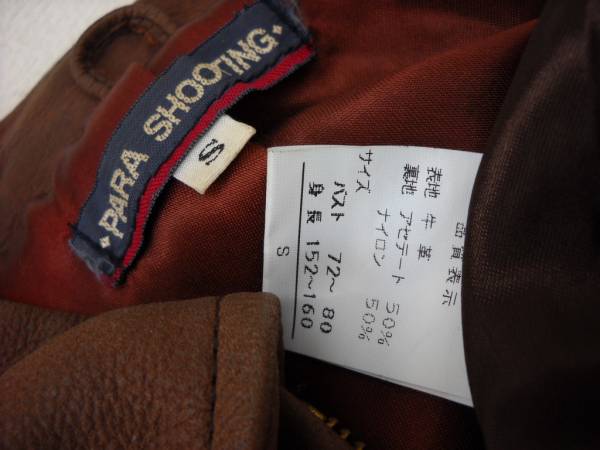 PARA SHOOTING
S
品質表示
表地 牛革
裏地 アセテート 50%
ナイロン 50%
サイズ
バスト 72～80
身長 152～160
S